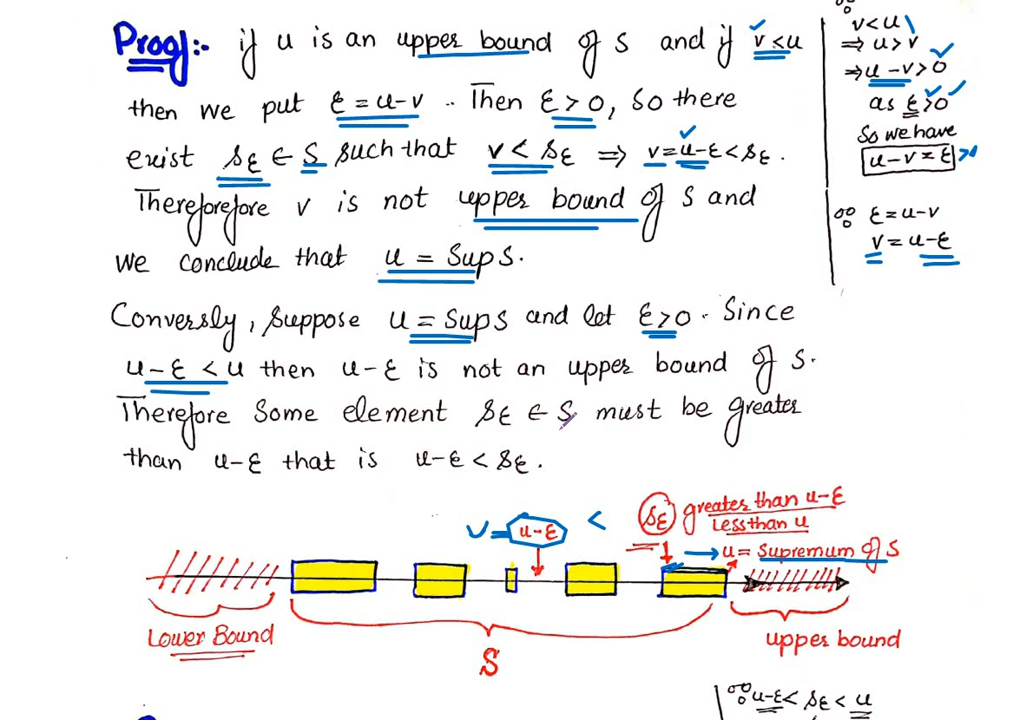 Proof:- if u is an upper bound of S and if v<u
then we put ε = u-v .. Then ε > 0, So there
exist sε ∈ S such that v < sε ⇒ v=u-ε < sε.
Thereforefore v is not upper bound of S and
we conclude that u = Sup S.
Conversly, Suppose u = Sup S and let ε>0. Since
u-ε < u then u-ε is not an upper bound of S.
Therefore Some element sε ∈ S must be greater
than u-ε that is u-ε < sε.
v<u
⇒ u>v
⇒ u-v>0
as ε>0
So we have
u-v = ε
∴ ε=u-v
v = u-ε
V= u-ε < sε greater than u-ε
Less than u
→ u= Supremum of S
Lower Bound
S
upper bound
∵ u-ε < sε < u